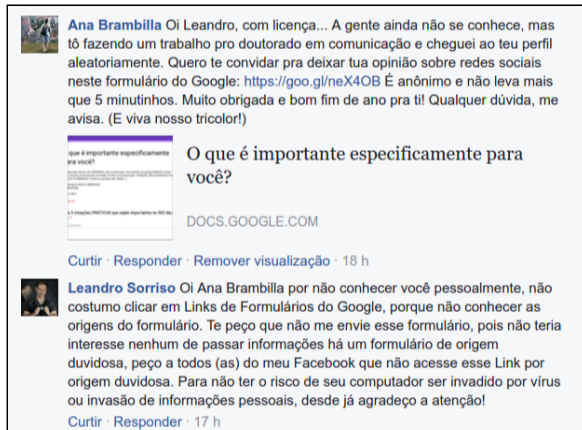 Ana Brambilla Oi Leandro, com licença... A gente ainda não se conhece, mas
tô fazendo um trabalho pro doutorado em comunicação e cheguei ao teu perfil
aleatoriamente. Quero te convidar pra deixar tua opinião sobre redes sociais
neste formulário do Google: https://goo.gl/neX4OB É anônimo e não leva mais
que 5 minutinhos. Muito obrigada e bom fim de ano pra ti! Qualquer dúvida, me
avisa. (E viva nosso tricolor!)
que é importante especificamente
ra você?
O que é importante especificamente para
você?
DOCS.GOOGLE.COM
Curtir · Responder · Remover visualização · 18 h
Leandro Sorriso Oi Ana Brambilla por não conhecer você pessoalmente, não
costumo clicar em Links de Formulários do Google, porque não conhecer as
origens do formulário. Te peço que não me envie esse formulário, pois não teria
interesse nenhum de passar informações há um formulário de origem
duvidosa, peço a todos (as) do meu Facebook que não acesse esse Link por
origem duvidosa. Para não ter o risco de seu computador ser invadido por vírus
ou invasão de informações pessoais, desde já agradeço a atenção!
Curtir · Responder · 17 h